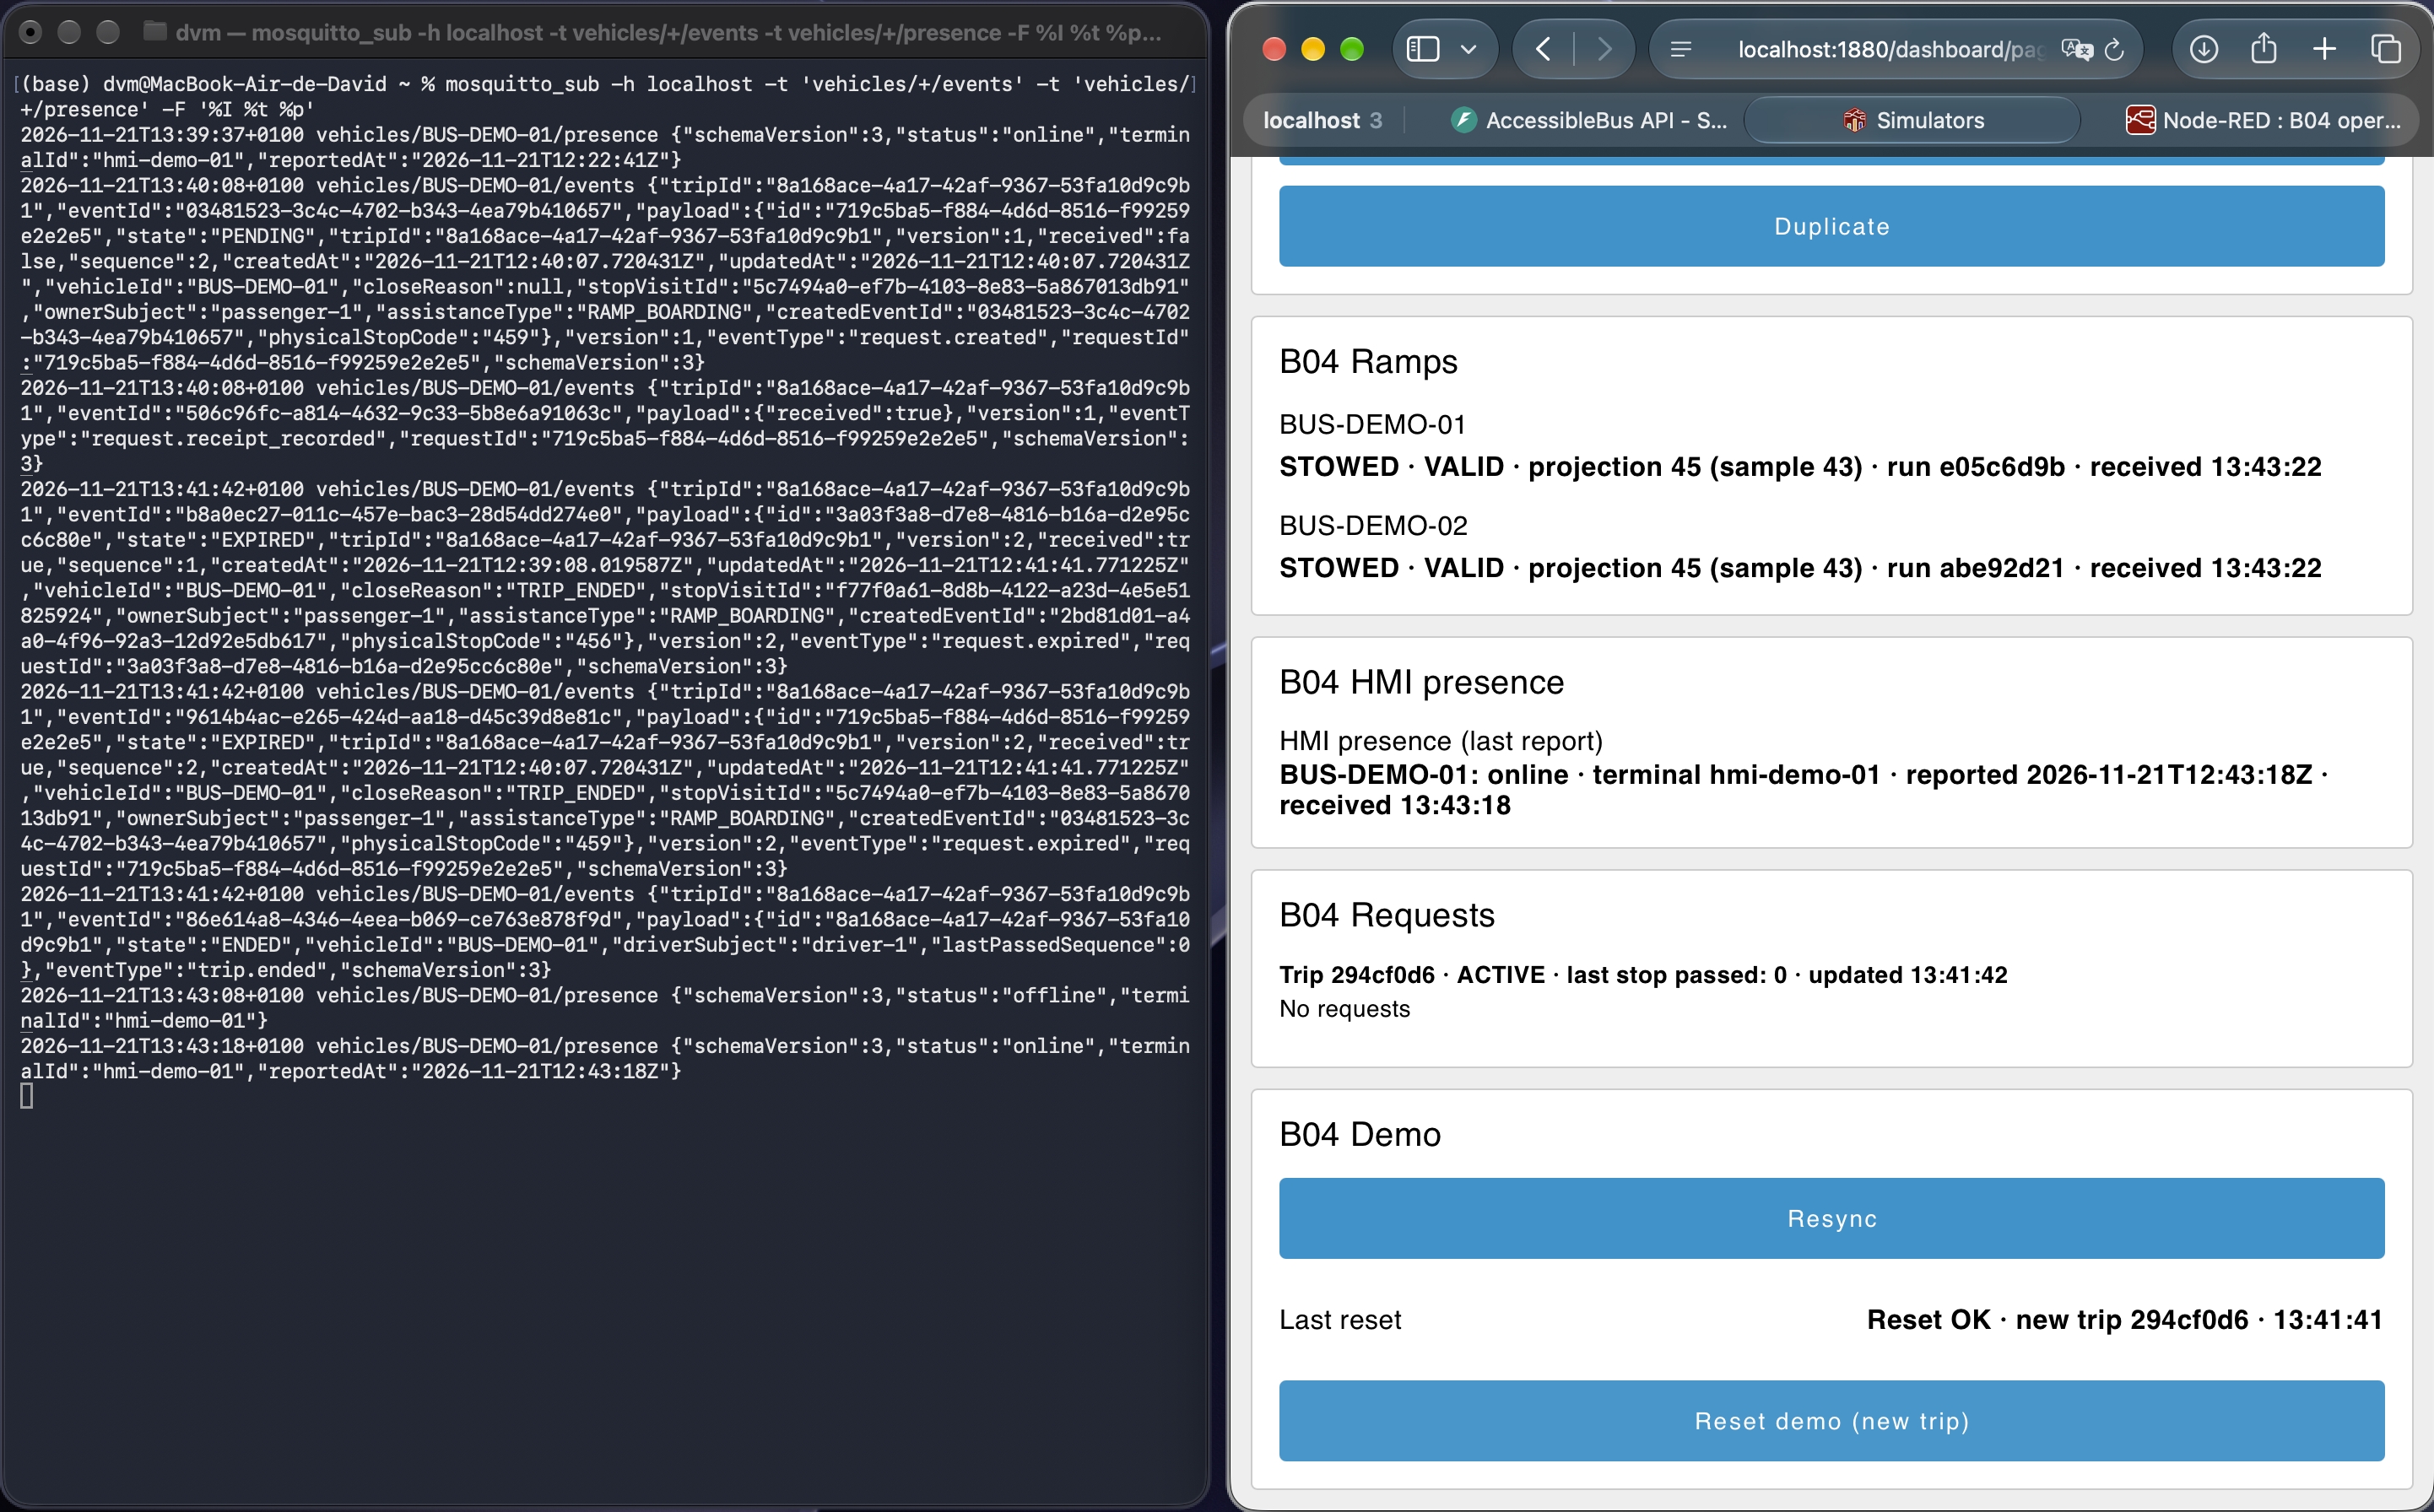 dvm — mosquitto_sub -h localhost -t vehicles/+/events -t vehicles/+/presence -F %I %t %p...
[(base) dvm@MacBook-Air-de-David ~ % mosquitto_sub -h localhost -t 'vehicles/+/events' -t 'vehicles/]
+/presence' -F '%I %t %p'
2026-11-21T13:39:37+0100 vehicles/BUS-DEMO-01/presence {"schemaVersion":3,"status":"online","termin
alId":"hmi-demo-01","reportedAt":"2026-11-21T12:22:41Z"}
2026-11-21T13:40:08+0100 vehicles/BUS-DEMO-01/events {"tripId":"8a168ace-4a17-42af-9367-53fa10d9c9b
1","eventId":"03481523-3c4c-4702-b343-4ea79b410657","payload":{"id":"719c5ba5-f884-4d6d-8516-f99259
e2e2e5","state":"PENDING","tripId":"8a168ace-4a17-42af-9367-53fa10d9c9b1","version":1,"received":fa
lse,"sequence":2,"createdAt":"2026-11-21T12:40:07.720431Z","updatedAt":"2026-11-21T12:40:07.720431Z
","vehicleId":"BUS-DEMO-01","closeReason":null,"stopVisitId":"5c7494a0-ef7b-4103-8e83-5a867013db91"
,"ownerSubject":"passenger-1","assistanceType":"RAMP_BOARDING","createdEventId":"03481523-3c4c-4702
-b343-4ea79b410657","physicalStopCode":"459"},"version":1,"eventType":"request.created","requestId"
:"719c5ba5-f884-4d6d-8516-f99259e2e2e5","schemaVersion":3}
2026-11-21T13:40:08+0100 vehicles/BUS-DEMO-01/events {"tripId":"8a168ace-4a17-42af-9367-53fa10d9c9b
1","eventId":"506c96fc-a814-4632-9c33-5b8e6a91063c","payload":{"received":true},"version":1,"eventT
ype":"request.receipt_recorded","requestId":"719c5ba5-f884-4d6d-8516-f99259e2e2e5","schemaVersion":
3}
2026-11-21T13:41:42+0100 vehicles/BUS-DEMO-01/events {"tripId":"8a168ace-4a17-42af-9367-53fa10d9c9b
1","eventId":"b8a0ec27-011c-457e-bac3-28d54dd274e0","payload":{"id":"3a03f3a8-d7e8-4816-b16a-d2e95c
c6c80e","state":"EXPIRED","tripId":"8a168ace-4a17-42af-9367-53fa10d9c9b1","version":2,"received":tr
ue,"sequence":1,"createdAt":"2026-11-21T12:39:08.019587Z","updatedAt":"2026-11-21T12:41:41.771225Z"
,"vehicleId":"BUS-DEMO-01","closeReason":"TRIP_ENDED","stopVisitId":"f77f0a61-8d8b-4122-a23d-4e5e51
825924","ownerSubject":"passenger-1","assistanceType":"RAMP_BOARDING","createdEventId":"2bd81d01-a4
a0-4f96-92a3-12d92e5db617","physicalStopCode":"456"},"version":2,"eventType":"request.expired","req
uestId":"3a03f3a8-d7e8-4816-b16a-d2e95cc6c80e","schemaVersion":3}
2026-11-21T13:41:42+0100 vehicles/BUS-DEMO-01/events {"tripId":"8a168ace-4a17-42af-9367-53fa10d9c9b
1","eventId":"9614b4ac-e265-424d-aa18-d45c39d8e81c","payload":{"id":"719c5ba5-f884-4d6d-8516-f99259
e2e2e5","state":"EXPIRED","tripId":"8a168ace-4a17-42af-9367-53fa10d9c9b1","version":2,"received":tr
ue,"sequence":2,"createdAt":"2026-11-21T12:40:07.720431Z","updatedAt":"2026-11-21T12:41:41.771225Z"
,"vehicleId":"BUS-DEMO-01","closeReason":"TRIP_ENDED","stopVisitId":"5c7494a0-ef7b-4103-8e83-5a8670
13db91","ownerSubject":"passenger-1","assistanceType":"RAMP_BOARDING","createdEventId":"03481523-3c
4c-4702-b343-4ea79b410657","physicalStopCode":"459"},"version":2,"eventType":"request.expired","req
uestId":"719c5ba5-f884-4d6d-8516-f99259e2e2e5","schemaVersion":3}
2026-11-21T13:41:42+0100 vehicles/BUS-DEMO-01/events {"tripId":"8a168ace-4a17-42af-9367-53fa10d9c9b
1","eventId":"86e614a8-4346-4eea-b069-ce763e878f9d","payload":{"id":"8a168ace-4a17-42af-9367-53fa10
d9c9b1","state":"ENDED","vehicleId":"BUS-DEMO-01","driverSubject":"driver-1","lastPassedSequence":0
},"eventType":"trip.ended","schemaVersion":3}
2026-11-21T13:43:08+0100 vehicles/BUS-DEMO-01/presence {"schemaVersion":3,"status":"offline","termi
nalId":"hmi-demo-01"}
2026-11-21T13:43:18+0100 vehicles/BUS-DEMO-01/presence {"schemaVersion":3,"status":"online","termin
alId":"hmi-demo-01","reportedAt":"2026-11-21T12:43:18Z"}
localhost:1880/dashboard/pag
localhost 3
AccessibleBus API - S...
Simulators
Node-RED : B04 oper...
Duplicate
B04 Ramps
BUS-DEMO-01
STOWED · VALID · projection 45 (sample 43) · run e05c6d9b · received 13:43:22
BUS-DEMO-02
STOWED · VALID · projection 45 (sample 43) · run abe92d21 · received 13:43:22
B04 HMI presence
HMI presence (last report)
BUS-DEMO-01: online · terminal hmi-demo-01 · reported 2026-11-21T12:43:18Z ·
received 13:43:18
B04 Requests
Trip 294cf0d6 · ACTIVE · last stop passed: 0 · updated 13:41:42
No requests
B04 Demo
Resync
Last reset
Reset OK · new trip 294cf0d6 · 13:41:41
Reset demo (new trip)